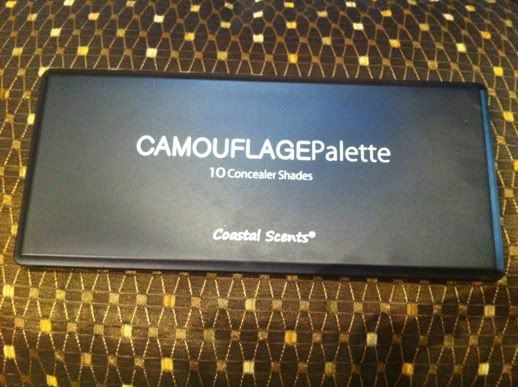 CAMOUFLAGEPalette
10 Concealer Shades
Coastal Scents®